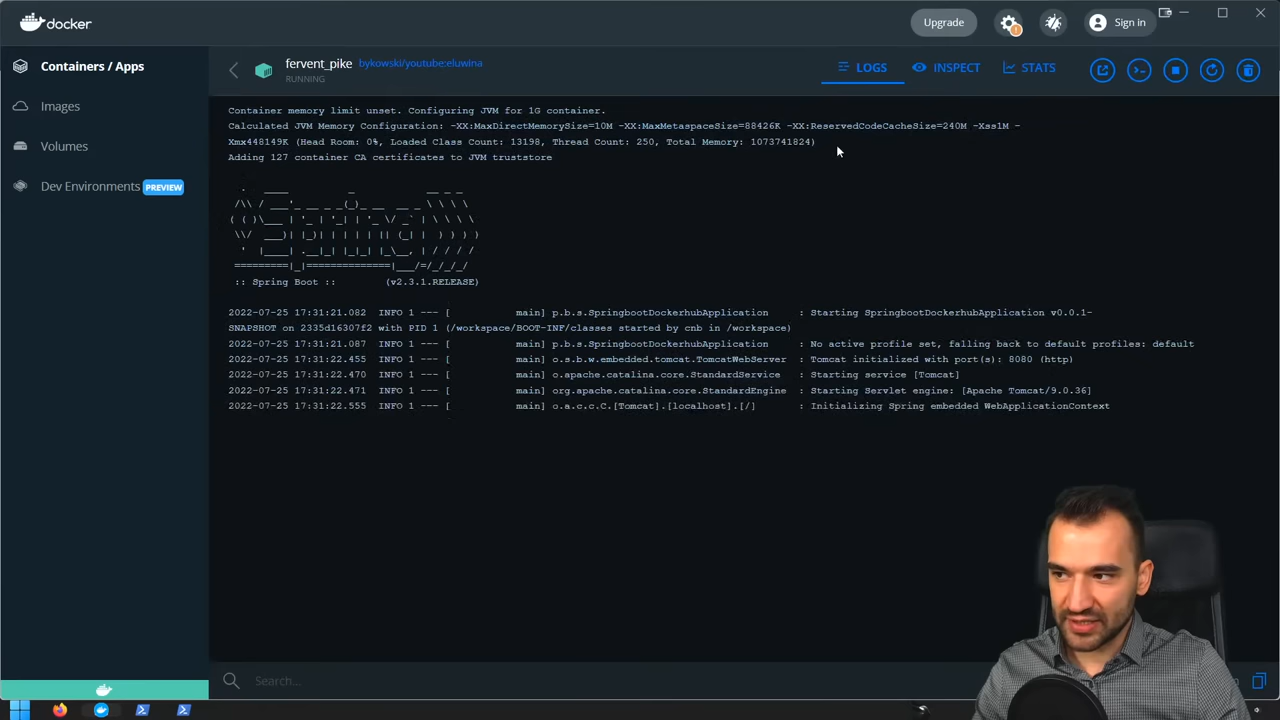 docker
Upgrade
!
Sign in
Containers / Apps
Images
Volumes
Dev Environments PREVIEW
fervent_pike bykowski/youtube:eluwina
RUNNING
LOGS
INSPECT
STATS
Container memory limit unset. Configuring JVM for 1G container.
Calculated JVM Memory Configuration: -XX:MaxDirectMemorySize=10M -XX:MaxMetaspaceSize=88426K -XX:ReservedCodeCacheSize=240M -Xss1M -
Xmx448149K (Head Room: 0%, Loaded Class Count: 13198, Thread Count: 250, Total Memory: 1073741824)
Adding 127 container CA certificates to JVM truststore
Spring
:: Spring Boot :: (v2.3.1.RELEASE)
2022-07-25 17:31:21.082 INFO 1 --- [ main] p.b.s.SpringbootDockerhubApplication : Starting SpringbootDockerhubApplication v0.0.1-
SNAPSHOT on 2335d16307f2 with PID 1 (/workspace/BOOT-INF/classes started by cnb in /workspace)
2022-07-25 17:31:21.087 INFO 1 --- [ main] p.b.s.SpringbootDockerhubApplication : No active profile set, falling back to default profiles: default
2022-07-25 17:31:22.455 INFO 1 --- [ main] o.s.b.w.embedded.tomcat.TomcatWebServer : Tomcat initialized with port(s): 8080 (http)
2022-07-25 17:31:22.470 INFO 1 --- [ main] o.apache.catalina.core.StandardService : Starting service [Tomcat]
2022-07-25 17:31:22.471 INFO 1 --- [ main] org.apache.catalina.core.StandardEngine : Starting Servlet engine: [Apache Tomcat/9.0.36]
2022-07-25 17:31:22.555 INFO 1 --- [ main] o.a.c.c.C.[Tomcat].[localhost].[/] : Initializing Spring embedded WebApplicationContext
Search...